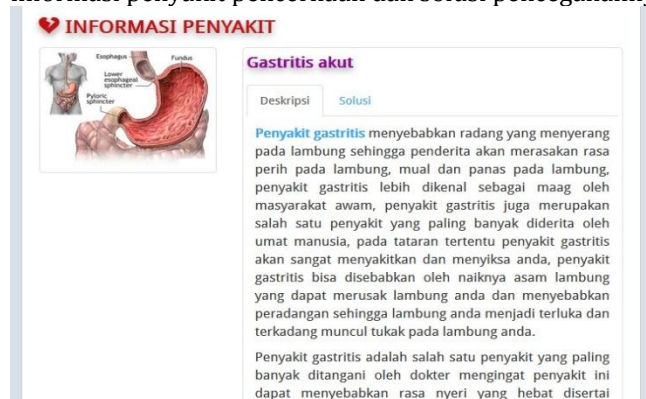 informasi penyakit pencernaan dan solusi pencegahannya
INFORMASI PENYAKIT
Esophagus
Fundus
Lower
esophageal
sphincter
Pyloric
sphincter
Gastritis akut
Deskripsi
Solusi
Penyakit gastritis menyebabkan radang yang menyerang
pada lambung sehingga penderita akan merasakan rasa
perih pada lambung, mual dan panas pada lambung,
penyakit gastritis lebih dikenal sebagai maag oleh
masyarakat awam, penyakit gastritis juga merupakan
salah satu penyakit yang paling banyak diderita oleh
umat manusia, pada tataran tertentu penyakit gastritis
akan sangat menyakitkan dan menyiksa anda, penyakit
gastritis bisa disebabkan oleh naiknya asam lambung
yang dapat merusak lambung anda dan menyebabkan
peradangan sehingga lambung anda menjadi terluka dan
terkadang muncul tukak pada lambung anda.
Penyakit gastritis adalah salah satu penyakit yang paling
banyak ditangani oleh dokter mengingat penyakit ini
dapat menyebabkan rasa nyeri yang hebat disertai